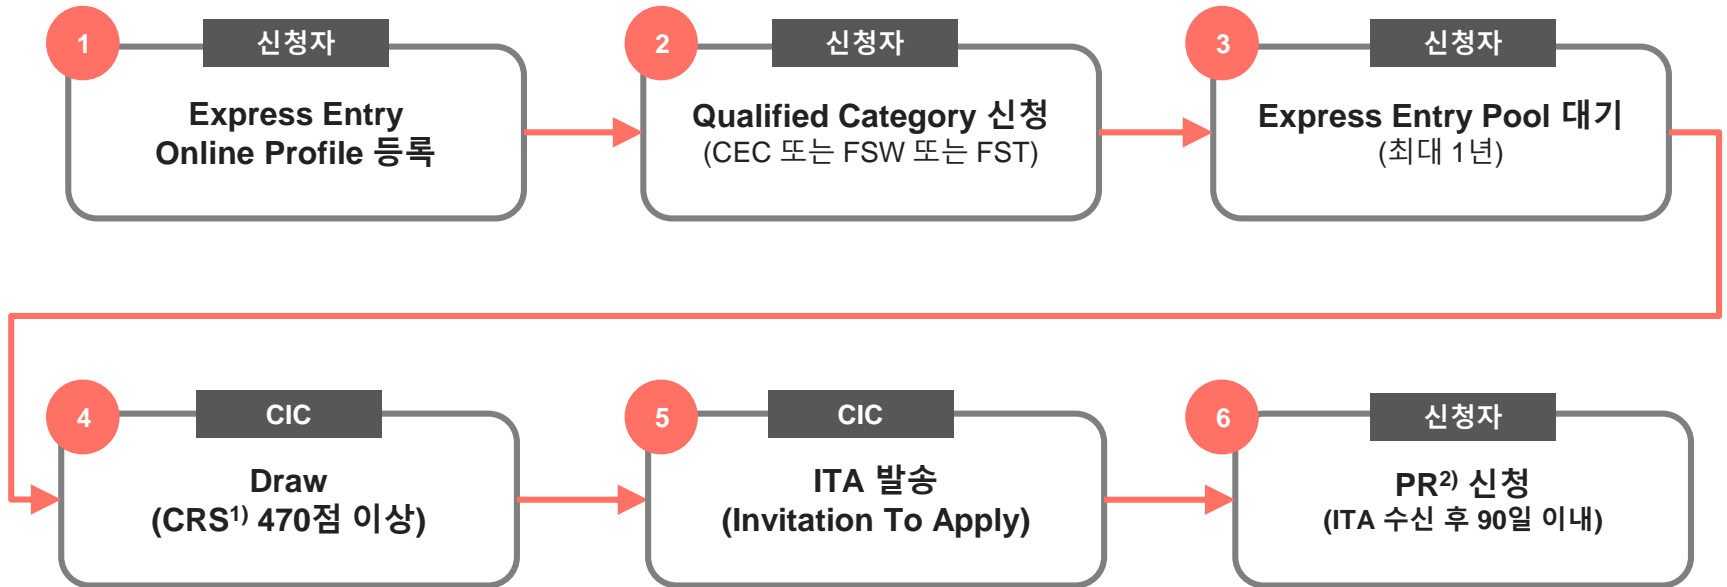 1
신청자
Express Entry
Online Profile 등록
2
신청자
Qualified Category 신청
(CEC 또는 FSW 또는 FST)
3
신청자
Express Entry Pool 대기
(최대 1년)
4
CIC
Draw
(CRS1) 470점 이상)
5
CIC
ITA 발송
(Invitation To Apply)
6
신청자
PR2) 신청
(ITA 수신 후 90일 이내)